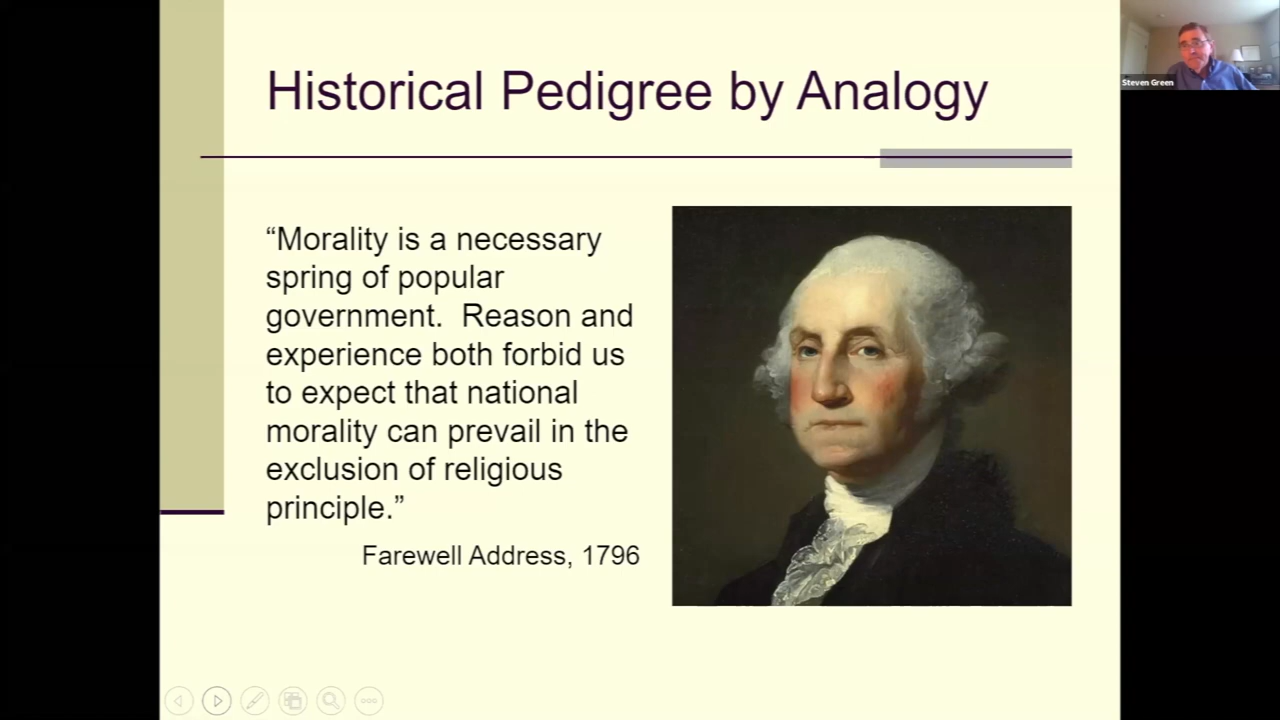 Historical Pedigree by Analogy
Steven Green
“Morality is a necessary
spring of popular
government.  Reason and
experience both forbid us
to expect that national
morality can prevail in the
exclusion of religious
principle.”
Farewell Address, 1796